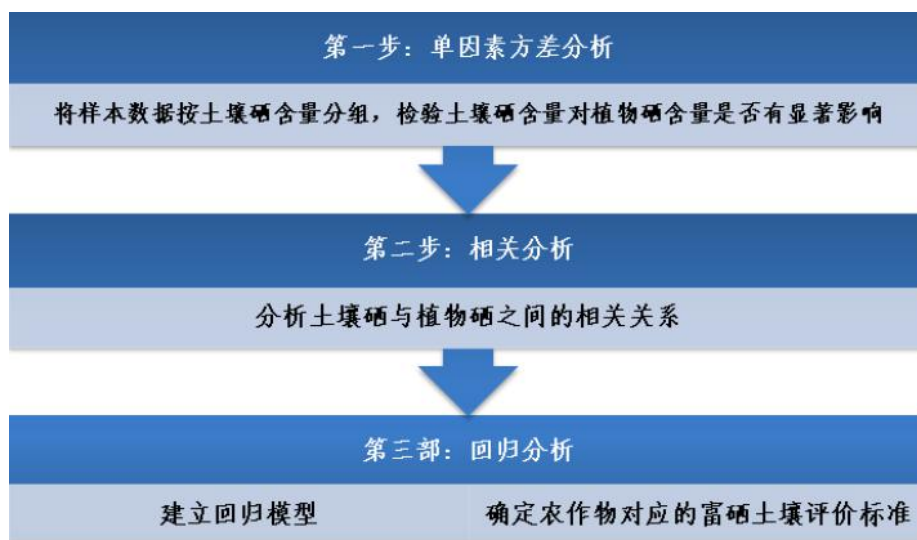 第一步：单因素方差分析
将样本数据按土壤硒含量分组，检验土壤硒含量对植物硒含量是否有显著影响
第二步：相关分析
分析土壤硒与植物硒之间的相关关系
第三部：回归分析
建立回归模型
确定农作物对应的富硒土壤评价标准